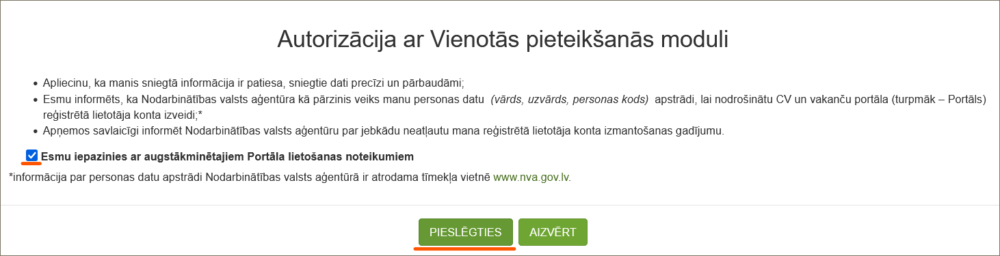 Autorizācija ar Vienotās pieteikšanās moduli
• Apliecinu, ka manis sniegtā informācija ir patiesa, sniegtie dati precīzi un pārbaudāmi;
• Esmu informēts, ka Nodarbinātības valsts aģentūra kā pārzinis veiks manu personas datu (vārds, uzvārds, personas kods) apstrādi, lai nodrošinātu CV un vakanču portāla (turpmāk – Portāls)
reģistrētā lietotāja konta izveidi;*
• Apņemos savlaicīgi informēt Nodarbinātības valsts aģentūru par jebkādu neatļautu mana reģistrētā lietotāja konta izmantošanas gadījumu.
Esmu iepazinies ar augstākminētajiem Portāla lietošanas noteikumiem
*informācija par personas datu apstrādi Nodarbinātības valsts aģentūrā ir atrodama tīmekļa vietnē www.nva.gov.lv.
PIESLĒGTIES AIZVĒRT